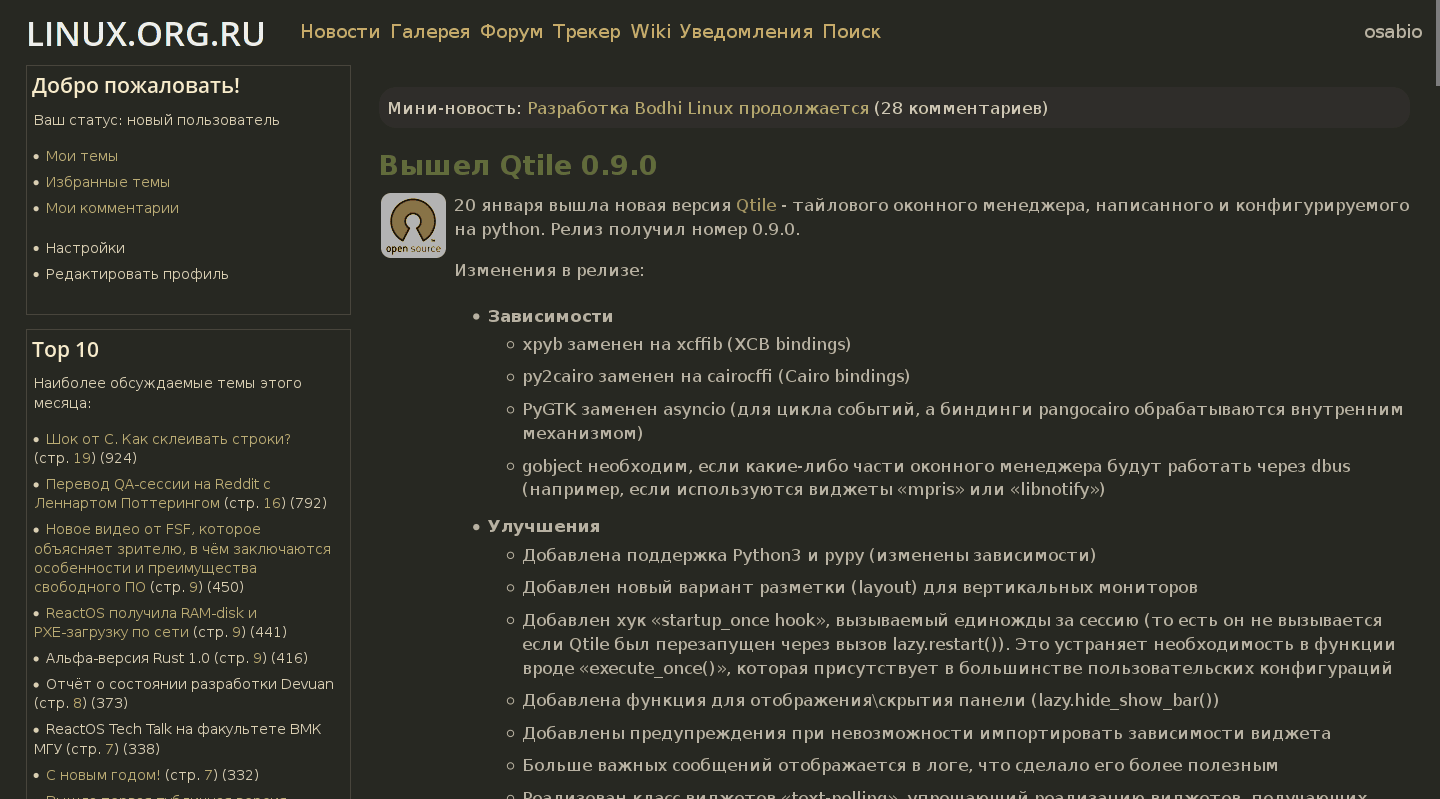 LINUX.ORG.RU
Новости Галерея Форум Трекер Wiki Уведомления Поиск
osabio
Добро пожаловать!
Ваш статус: новый пользователь
Мои темы
Избранные темы
Мои комментарии
Настройки
Редактировать профиль
Top 10
Наиболее обсуждаемые темы этого
месяца:
Шок от С. Как склеивать строки?
(стр. 19) (924)
Перевод QA-сессии на Reddit с
Леннартом Поттерингом (стр. 16) (792)
Новое видео от FSF, которое
объясняет зрителю, в чём заключаются
особенности и преимущества
свободного ПО (стр. 9) (450)
ReactOS получила RAM-disk и
PXE-загрузку по сети (стр. 9) (441)
Альфа-версия Rust 1.0 (стр. 9) (416)
Отчёт о состоянии разработки Devuan
(стр. 8) (373)
ReactOS Tech Talk на факультете ВМК
МГУ (стр. 7) (338)
С новым годом! (стр. 7) (332)
Вышла первая публичная версия
Мини-новость: Разработка Bodhi Linux продолжается (28 комментариев)
Вышел Qtile 0.9.0
open source
20 января вышла новая версия Qtile - тайлового оконного менеджера, написанного и конфигурируемого
на python. Релиз получил номер 0.9.0.
Изменения в релизе:
Зависимости
xpyb заменен на xcffib (XCB bindings)
py2cairo заменен на cairocffi (Cairo bindings)
PyGTK заменен asyncio (для цикла событий, а биндинги pangocairo обрабатываются внутренним
механизмом)
gobject необходим, если какие-либо части оконного менеджера будут работать через dbus
(например, если используются виджеты «mpris» или «libnotify»)
Улучшения
Добавлена поддержка Python3 и pypy (изменены зависимости)
Добавлен новый вариант разметки (layout) для вертикальных мониторов
Добавлен хук «startup_once hook», вызываемый единожды за сессию (то есть он не вызывается
если Qtile был перезапущен через вызов lazy.restart()). Это устраняет необходимость в функции
вроде «execute_once()», которая присутствует в большинстве пользовательских конфигураций
Добавлена функция для отображения\скрытия панели (lazy.hide_show_bar())
Добавлены предупреждения при невозможности импортировать зависимости виджета
Больше важных сообщений отображается в логе, что сделало его более полезным
Реализован класс виджетов «text-polling», упрощающий реализацию виджетов, получающих